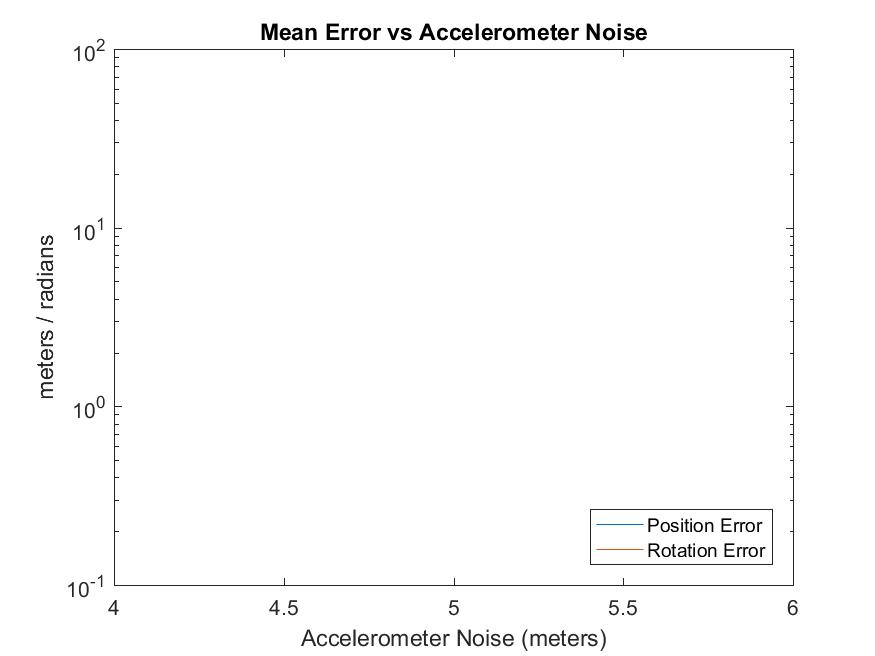 Mean Error vs Accelerometer Noise
10^2
10^1
10^0
10^-1
meters / radians
Position Error
Rotation Error
4 4.5 5 5.5 6
Accelerometer Noise (meters)